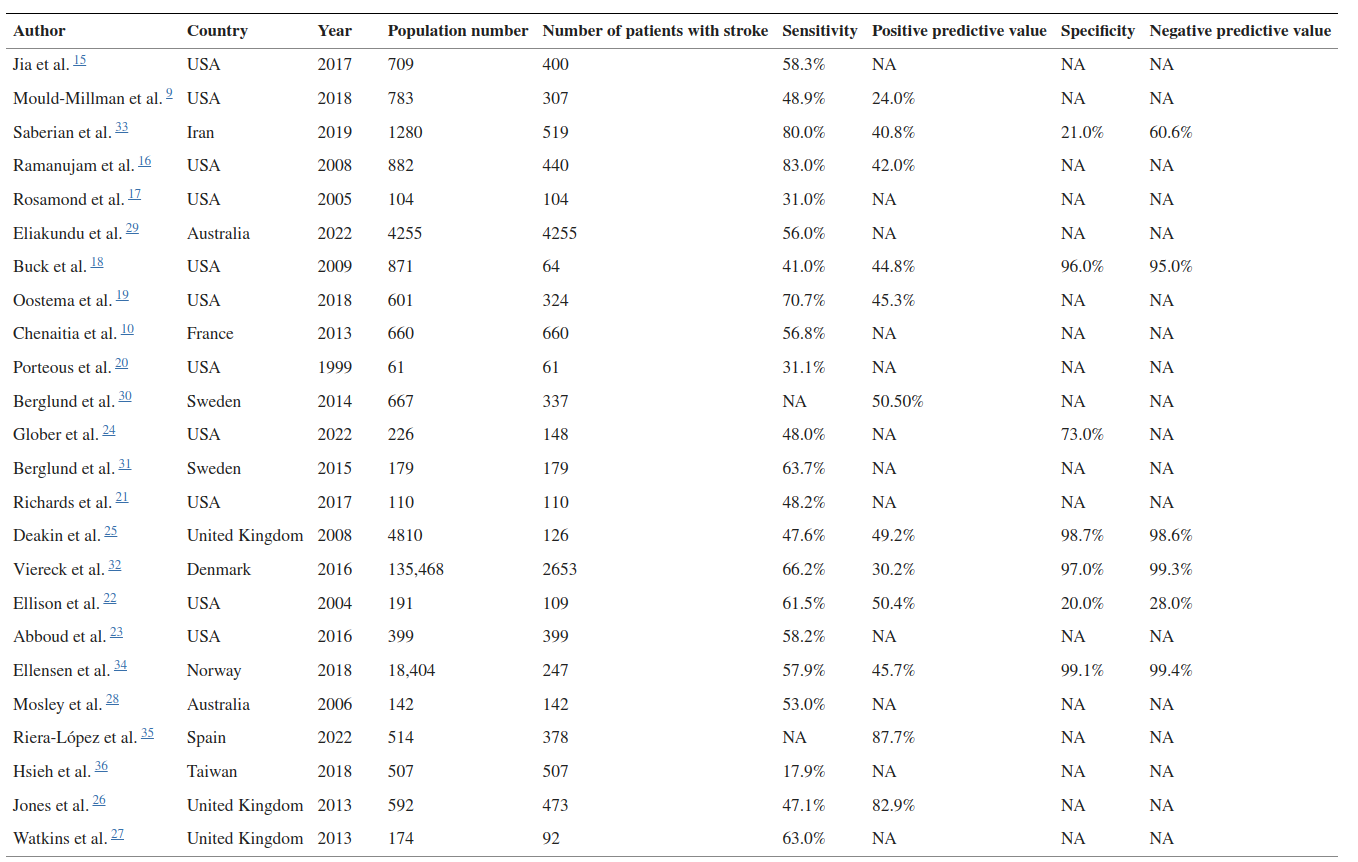 Author Country Year Population number Number of patients with stroke Sensitivity Positive predictive value Specificity Negative predictive value
Jia et al. 15 USA 2017 709 400 58.3% NA NA NA
Mould-Millman et al. 9 USA 2018 783 307 48.9% 24.0% NA NA
Saberian et al. 33 Iran 2019 1280 519 80.0% 40.8% 21.0% 60.6%
Ramanujam et al. 16 USA 2008 882 440 83.0% 42.0% NA NA
Rosamond et al. 17 USA 2005 104 104 31.0% NA NA NA
Eliakundu et al. 29 Australia 2022 4255 4255 56.0% NA NA NA
Buck et al. 18 USA 2009 871 64 41.0% 44.8% 96.0% 95.0%
Oostema et al. 19 USA 2018 601 324 70.7% 45.3% NA NA
Chenaitia et al. 10 France 2013 660 660 56.8% NA NA NA
Porteous et al. 20 USA 1999 61 61 31.1% NA NA NA
Berglund et al. 30 Sweden 2014 667 337 NA 50.50% NA NA
Glober et al. 24 USA 2022 226 148 48.0% NA 73.0% NA
Berglund et al. 31 Sweden 2015 179 179 63.7% NA NA NA
Richards et al. 21 USA 2017 110 110 48.2% NA NA NA
Deakin et al. 25 United Kingdom 2008 4810 126 47.6% 49.2% 98.7% 98.6%
Viereck et al. 32 Denmark 2016 135,468 2653 66.2% 30.2% 97.0% 99.3%
Ellison et al. 22 USA 2004 191 109 61.5% 50.4% 20.0% 28.0%
Abboud et al. 23 USA 2016 399 399 58.2% NA NA NA
Ellensen et al. 34 Norway 2018 18,404 247 57.9% 45.7% 99.1% 99.4%
Mosley et al. 28 Australia 2006 142 142 53.0% NA NA NA
Riera-López et al. 35 Spain 2022 514 378 NA 87.7% NA NA
Hsieh et al. 36 Taiwan 2018 507 507 17.9% NA NA NA
Jones et al. 26 United Kingdom 2013 592 473 47.1% 82.9% NA NA
Watkins et al. 27 United Kingdom 2013 174 92 63.0% NA NA NA